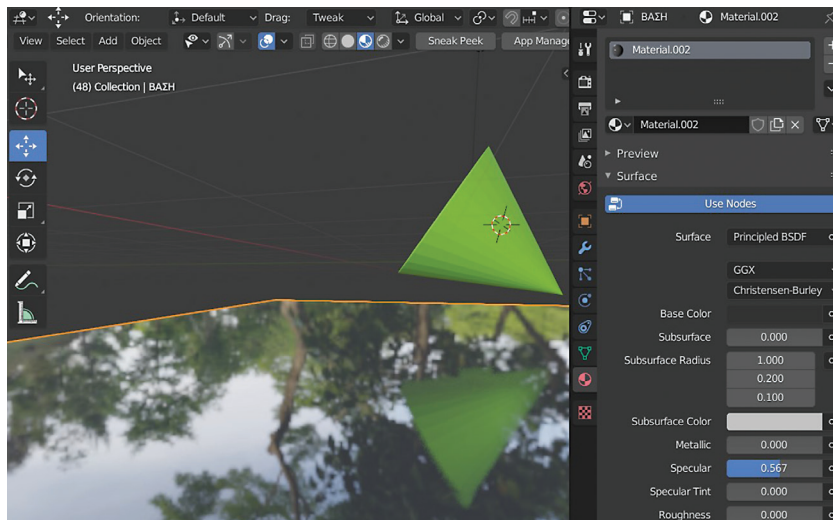 Orientation: Default Drag: Tweak Global
View Select Add Object Sneak Peek App Manag
User Perspective
(48) Collection | ΒΑΣΗ
ΒΑΣΗ Material.002
Material.002
Material.002
Preview
Surface
Use Nodes
Surface Principled BSDF
GGX
Christensen-Burley
Base Color
Subsurface 0.000
Subsurface Radius 1.000
0.200
0.100
Subsurface Color
Metallic 0.000
Specular 0.567
Specular Tint 0.000
Roughness 0.000